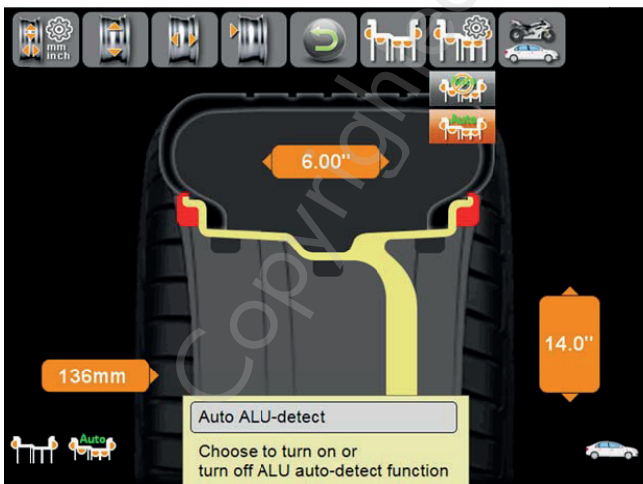 mm
inch
Auto
6.00"
14.0"
136mm
Auto ALU-detect
Choose to turn on or
turn off ALU auto-detect function
Auto
Copyright